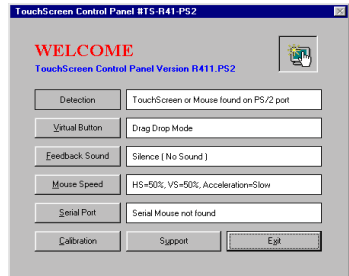 TouchScreen Control Panel #TS-R41-PS2
WELCOME
TouchScreen Control Panel Version R411.PS2
Detection
TouchScreen or Mouse found on PS/2 port
Virtual Button
Drag Drop Mode
Feedback Sound
Silence ( No Sound )
Mouse Speed
HS=50%, VS=50%, Acceleration=Slow
Serial Port
Serial Mouse not found
Calibration Support Exit